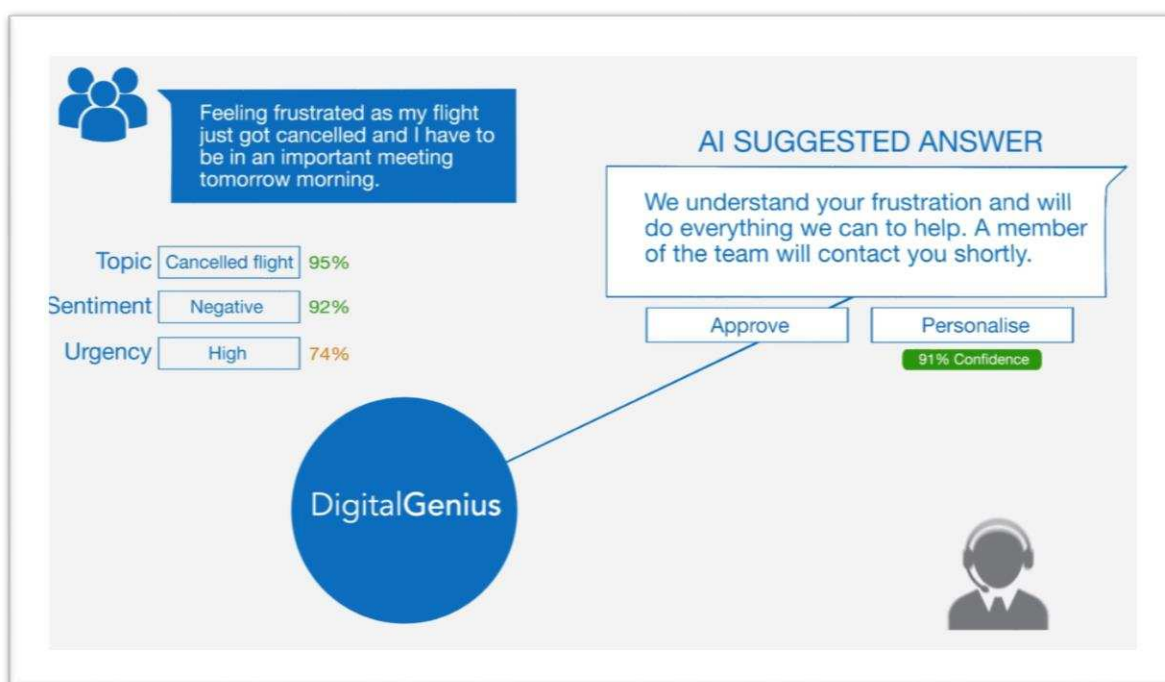 Feeling frustrated as my flight
just got cancelled and I have to
be in an important meeting
tomorrow morning.
Topic Cancelled flight 95%
Sentiment Negative 92%
Urgency High 74%
AI SUGGESTED ANSWER
We understand your frustration and will
do everything we can to help. A member
of the team will contact you shortly.
Approve Personalise
91% Confidence
DigitalGenius